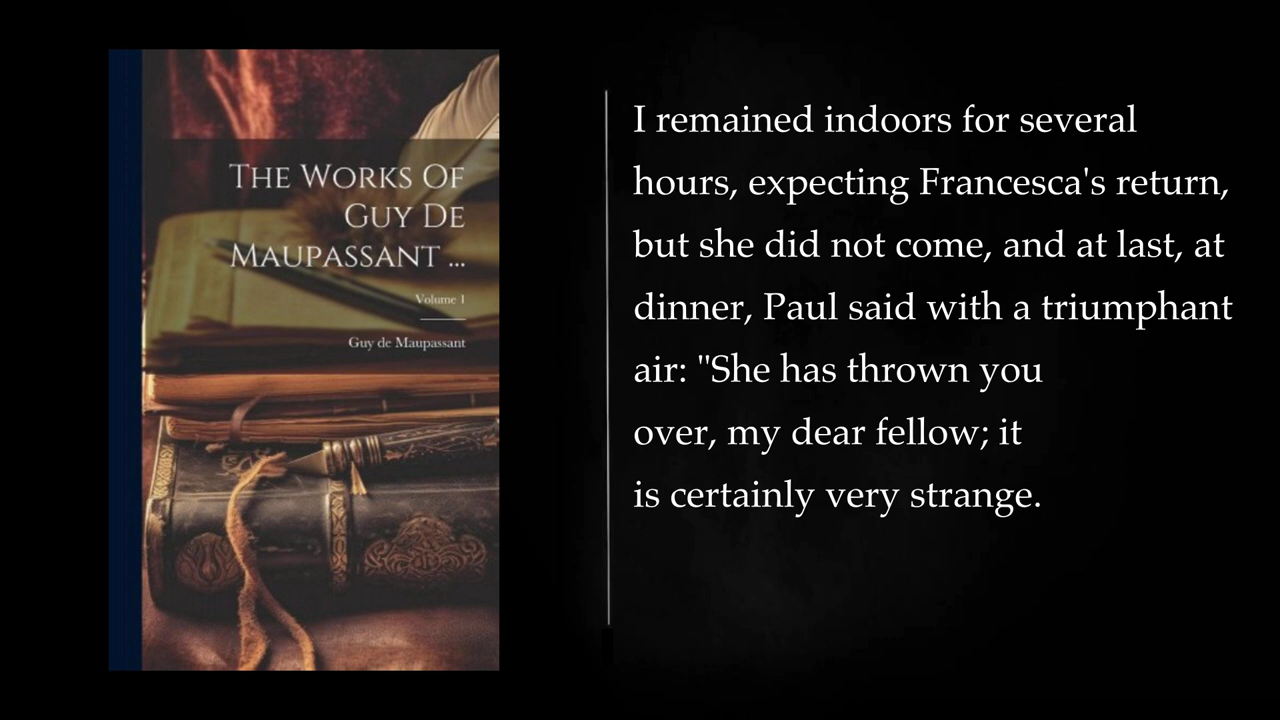 The Works Of
Guy De
Maupassant ...
Volume 1
Guy de Maupassant
I remained indoors for several
hours, expecting Francesca's return,
but she did not come, and at last, at
dinner, Paul said with a triumphant
air: "She has thrown you
over, my dear fellow; it
is certainly very strange.